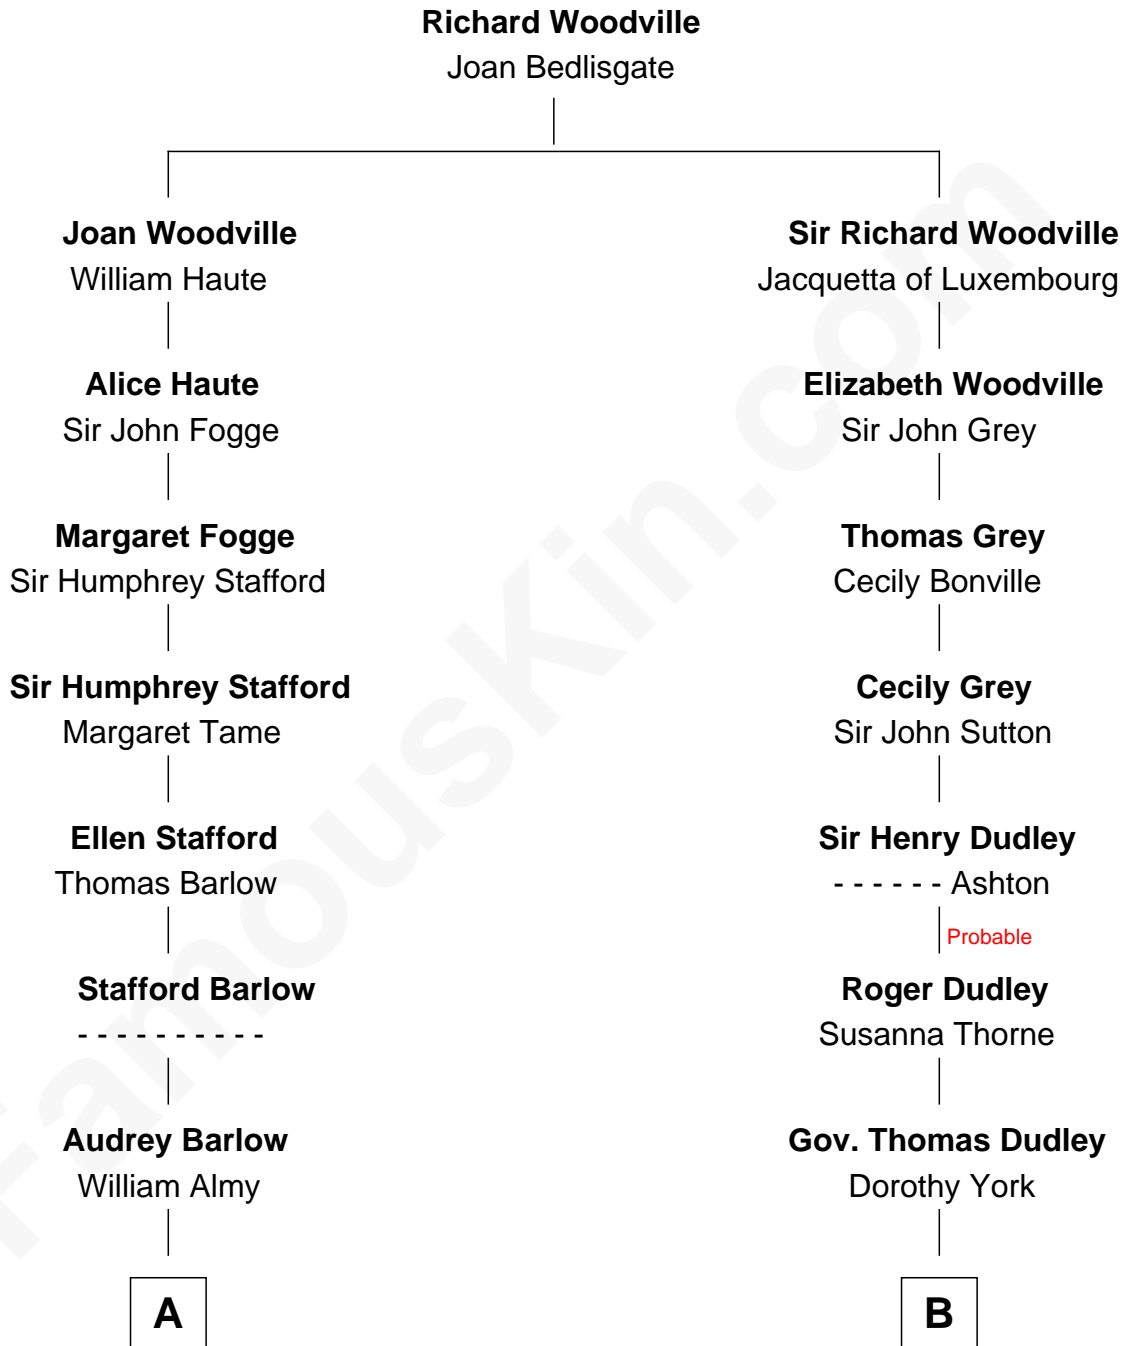 Richard Woodville
Joan Bedlisgate
Joan Woodville
William Haute
Sir Richard Woodville
Jacquetta of Luxembourg
Alice Haute
Sir John Fogge
Elizabeth Woodville
Sir John Grey
Margaret Fogge
Sir Humphrey Stafford
Thomas Grey
Cecily Bonville
Sir Humphrey Stafford
Margaret Tame
Cecily Grey
Sir John Sutton
Ellen Stafford
Thomas Barlow
Sir Henry Dudley
- - - - - - Ashton
Probable
Stafford Barlow
- - - - - - - - - -
Roger Dudley
Susanna Thorne
Audrey Barlow
William Almy
Gov. Thomas Dudley
Dorothy York
A
B
FamousKin.com